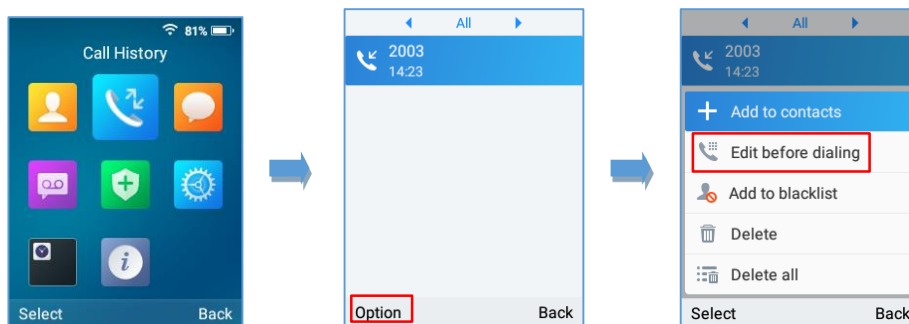 81%
Call History
Select Back
All
2003
14:23
Option Back
All
2003
14:23
Add to contacts
Edit before dialing
Add to blacklist
Delete
Delete all
Select Back